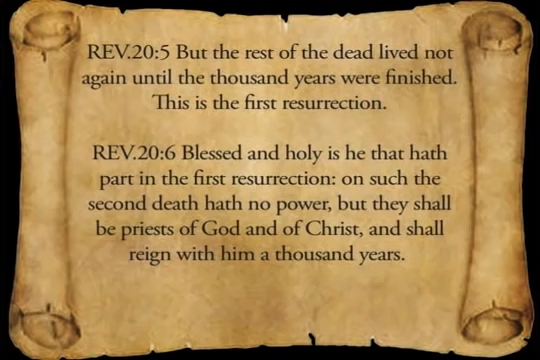 REV.20:5 But the rest of the dead lived not
again until the thousand years were finished.
This is the first resurrection.
REV.20:6 Blessed and holy is he that hath
part in the first resurrection: on such the
second death hath no power, but they shall
be priests of God and of Christ, and shall
reign with him a thousand years.